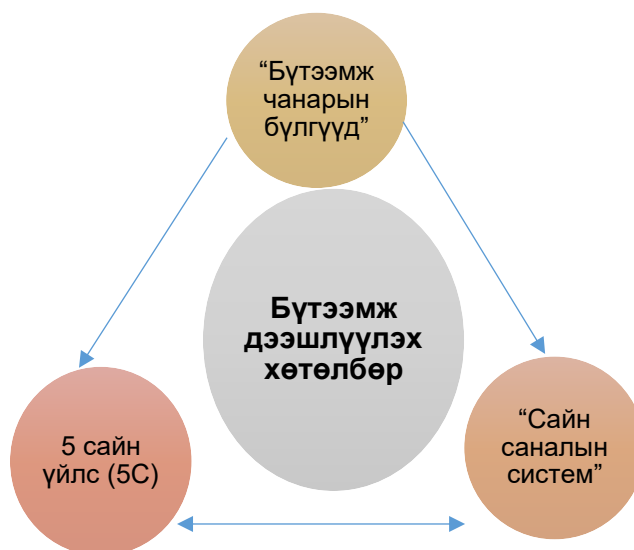 “Бүтээмж
чанарын
бүлгүүд”
Бүтээмж
дээшлүүлэх
хөтөлбөр
5 сайн
үйлс (5С)
“Сайн
саналын
систем”